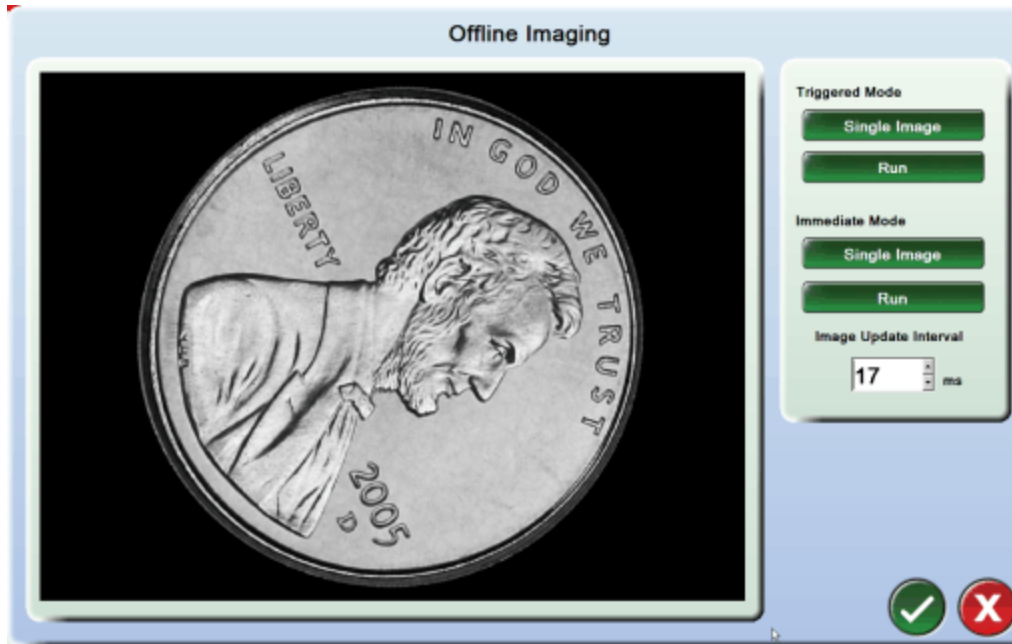 Offline Imaging
IN GOD WE TRUST
LIBERTY
2005
D
Triggered Mode
Single Image
Run
Immediate Mode
Single Image
Run
Image Update Interval
17 ms